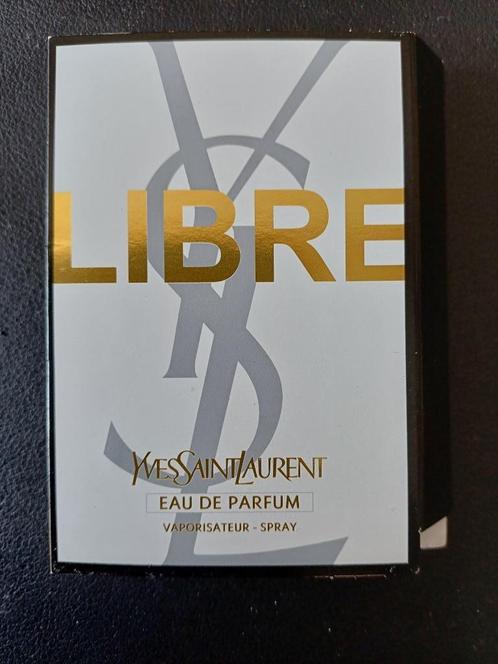 LIBRE
YVESSAINTLAURENT
EAU DE PARFUM
VAPORISATEUR - SPRAY